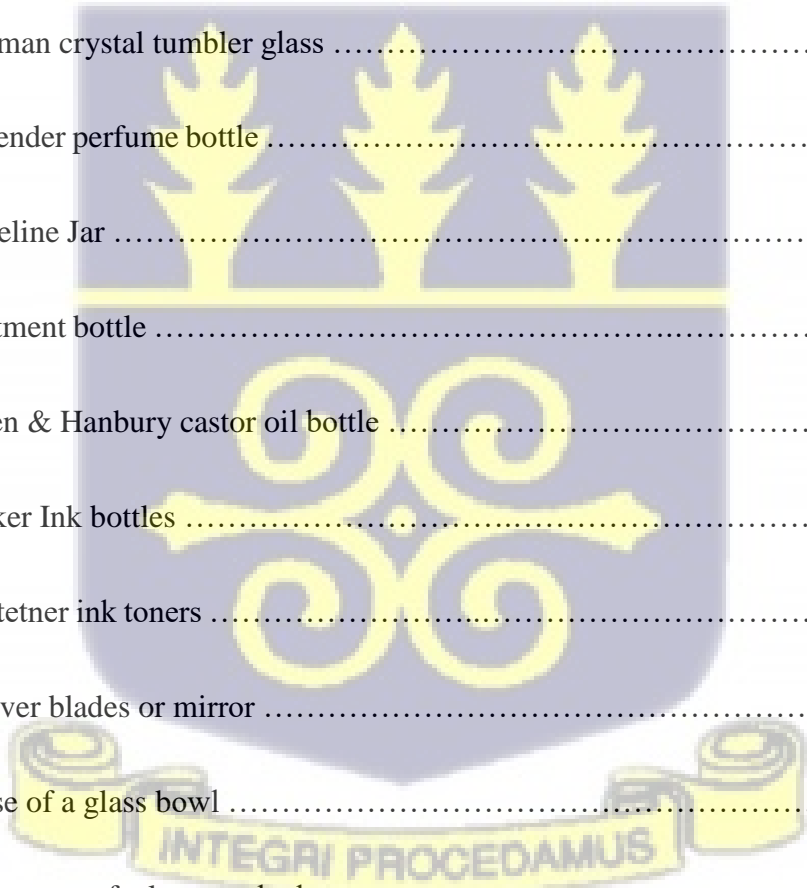 man crystal tumbler glass ……………………………………………
ender perfume bottle ……………………………………………………
eline Jar ……………………………………………………………………
tment bottle ………………………………………………………………
en & Hanbury castor oil bottle ………………………………………
ker Ink bottles ……………………………………………………………
tetner ink toners …………………………………………………………
ver blades or mirror ……………………………………………………
se of a glass bowl ………………………………………………………
INTEGRI PROCEDAMUS